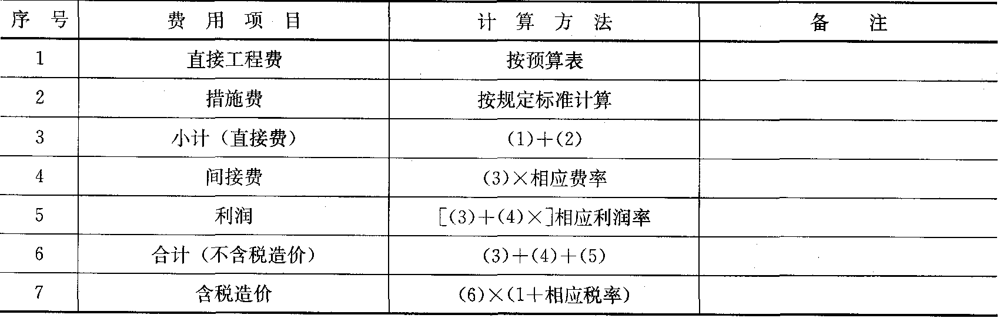 序 号 费 用 项 目 计 算 方 法 备 注
1 直接工程费 按预算表
2 措施费 按规定标准计算
3 小计（直接费） (1)+(2)
4 间接费 (3)×相应费率
5 利润 [(3)+(4)×]相应利润率
6 合计（不含税造价） (3)+(4)+(5)
7 含税造价 (6)×(1+相应税率)